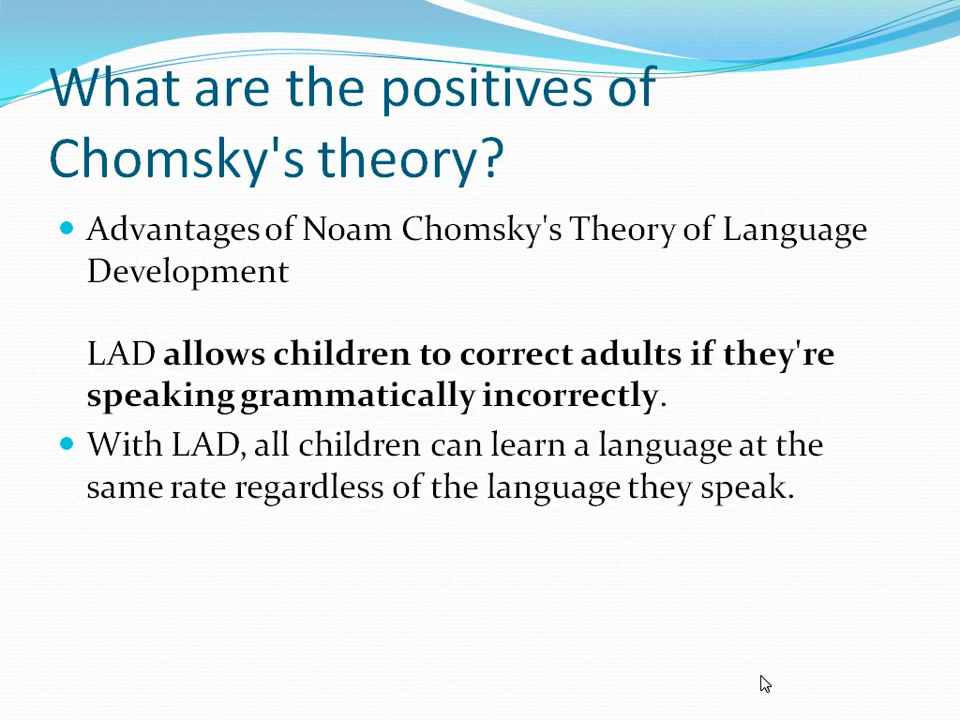 What are the positives of
Chomsky's theory?
Advantages of Noam Chomsky's Theory of Language
Development
LAD allows children to correct adults if they're
speaking grammatically incorrectly.
With LAD, all children can learn a language at the
same rate regardless of the language they speak.